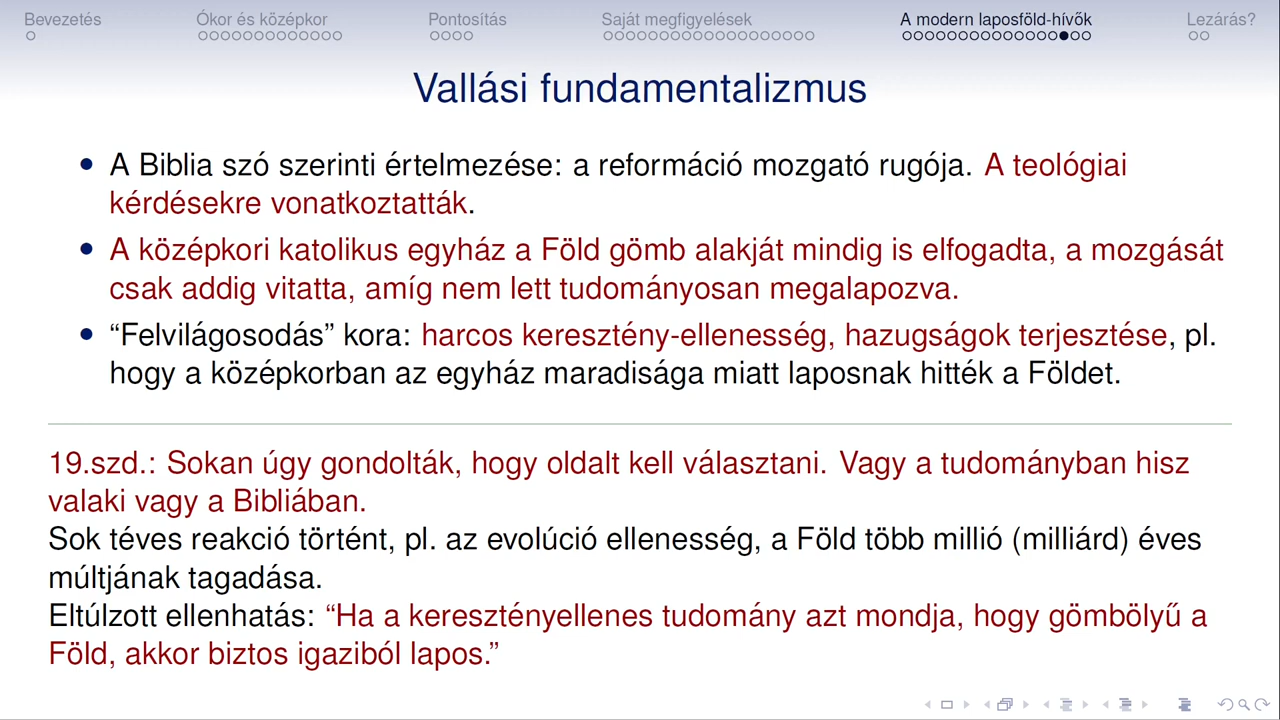 Bevezetés
Ókor és középkor
Pontosítás
Saját megfigyelések
A modern laposföld-hívők
Lezárás?
Vallási fundamentalizmus
A Biblia szó szerinti értelmezése: a reformáció mozgató rugója. A teológiai
kérdésekre vonatkoztatták.
A középkori katolikus egyház a Föld gömb alakját mindig is elfogadta, a mozgását
csak addig vitatta, amíg nem lett tudományosan megalapozva.
“Felvilágosodás” kora: harcos keresztény-ellenesség, hazugságok terjesztése, pl.
hogy a középkorban az egyház maradisága miatt laposnak hitték a Földet.
19.szd.: Sokan úgy gondolták, hogy oldalt kell választani. Vagy a tudományban hisz
valaki vagy a Bibliában.
Sok téves reakció történt, pl. az evolúció ellenesség, a Föld több millió (milliárd) éves
múltjának tagadása.
Eltúlzott ellenhatás: “Ha a keresztényellenes tudomány azt mondja, hogy gömbölyű a
Föld, akkor biztos igaziból lapos.”